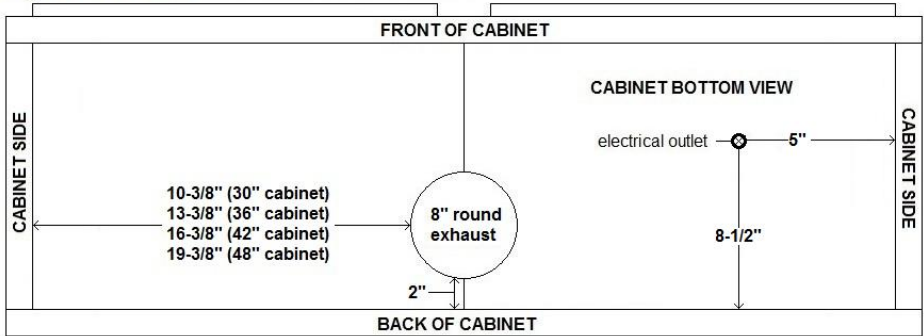 FRONT OF CABINET
CABINET BOTTOM VIEW
CABINET SIDE
electrical outlet
5"
CABINET SIDE
10-3/8" (30" cabinet)
13-3/8" (36" cabinet)
16-3/8" (42" cabinet)
19-3/8" (48" cabinet)
8" round
exhaust
8-1/2"
2"
BACK OF CABINET